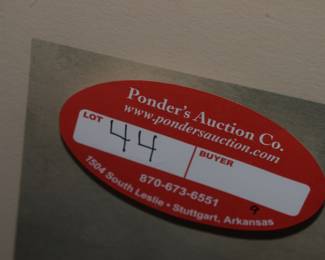 Ponder's Auction Co.
www.pondersauction.com
LOT 44 BUYER
870-673-6551
1504 South Leslie • Stuttgart, Arkansas